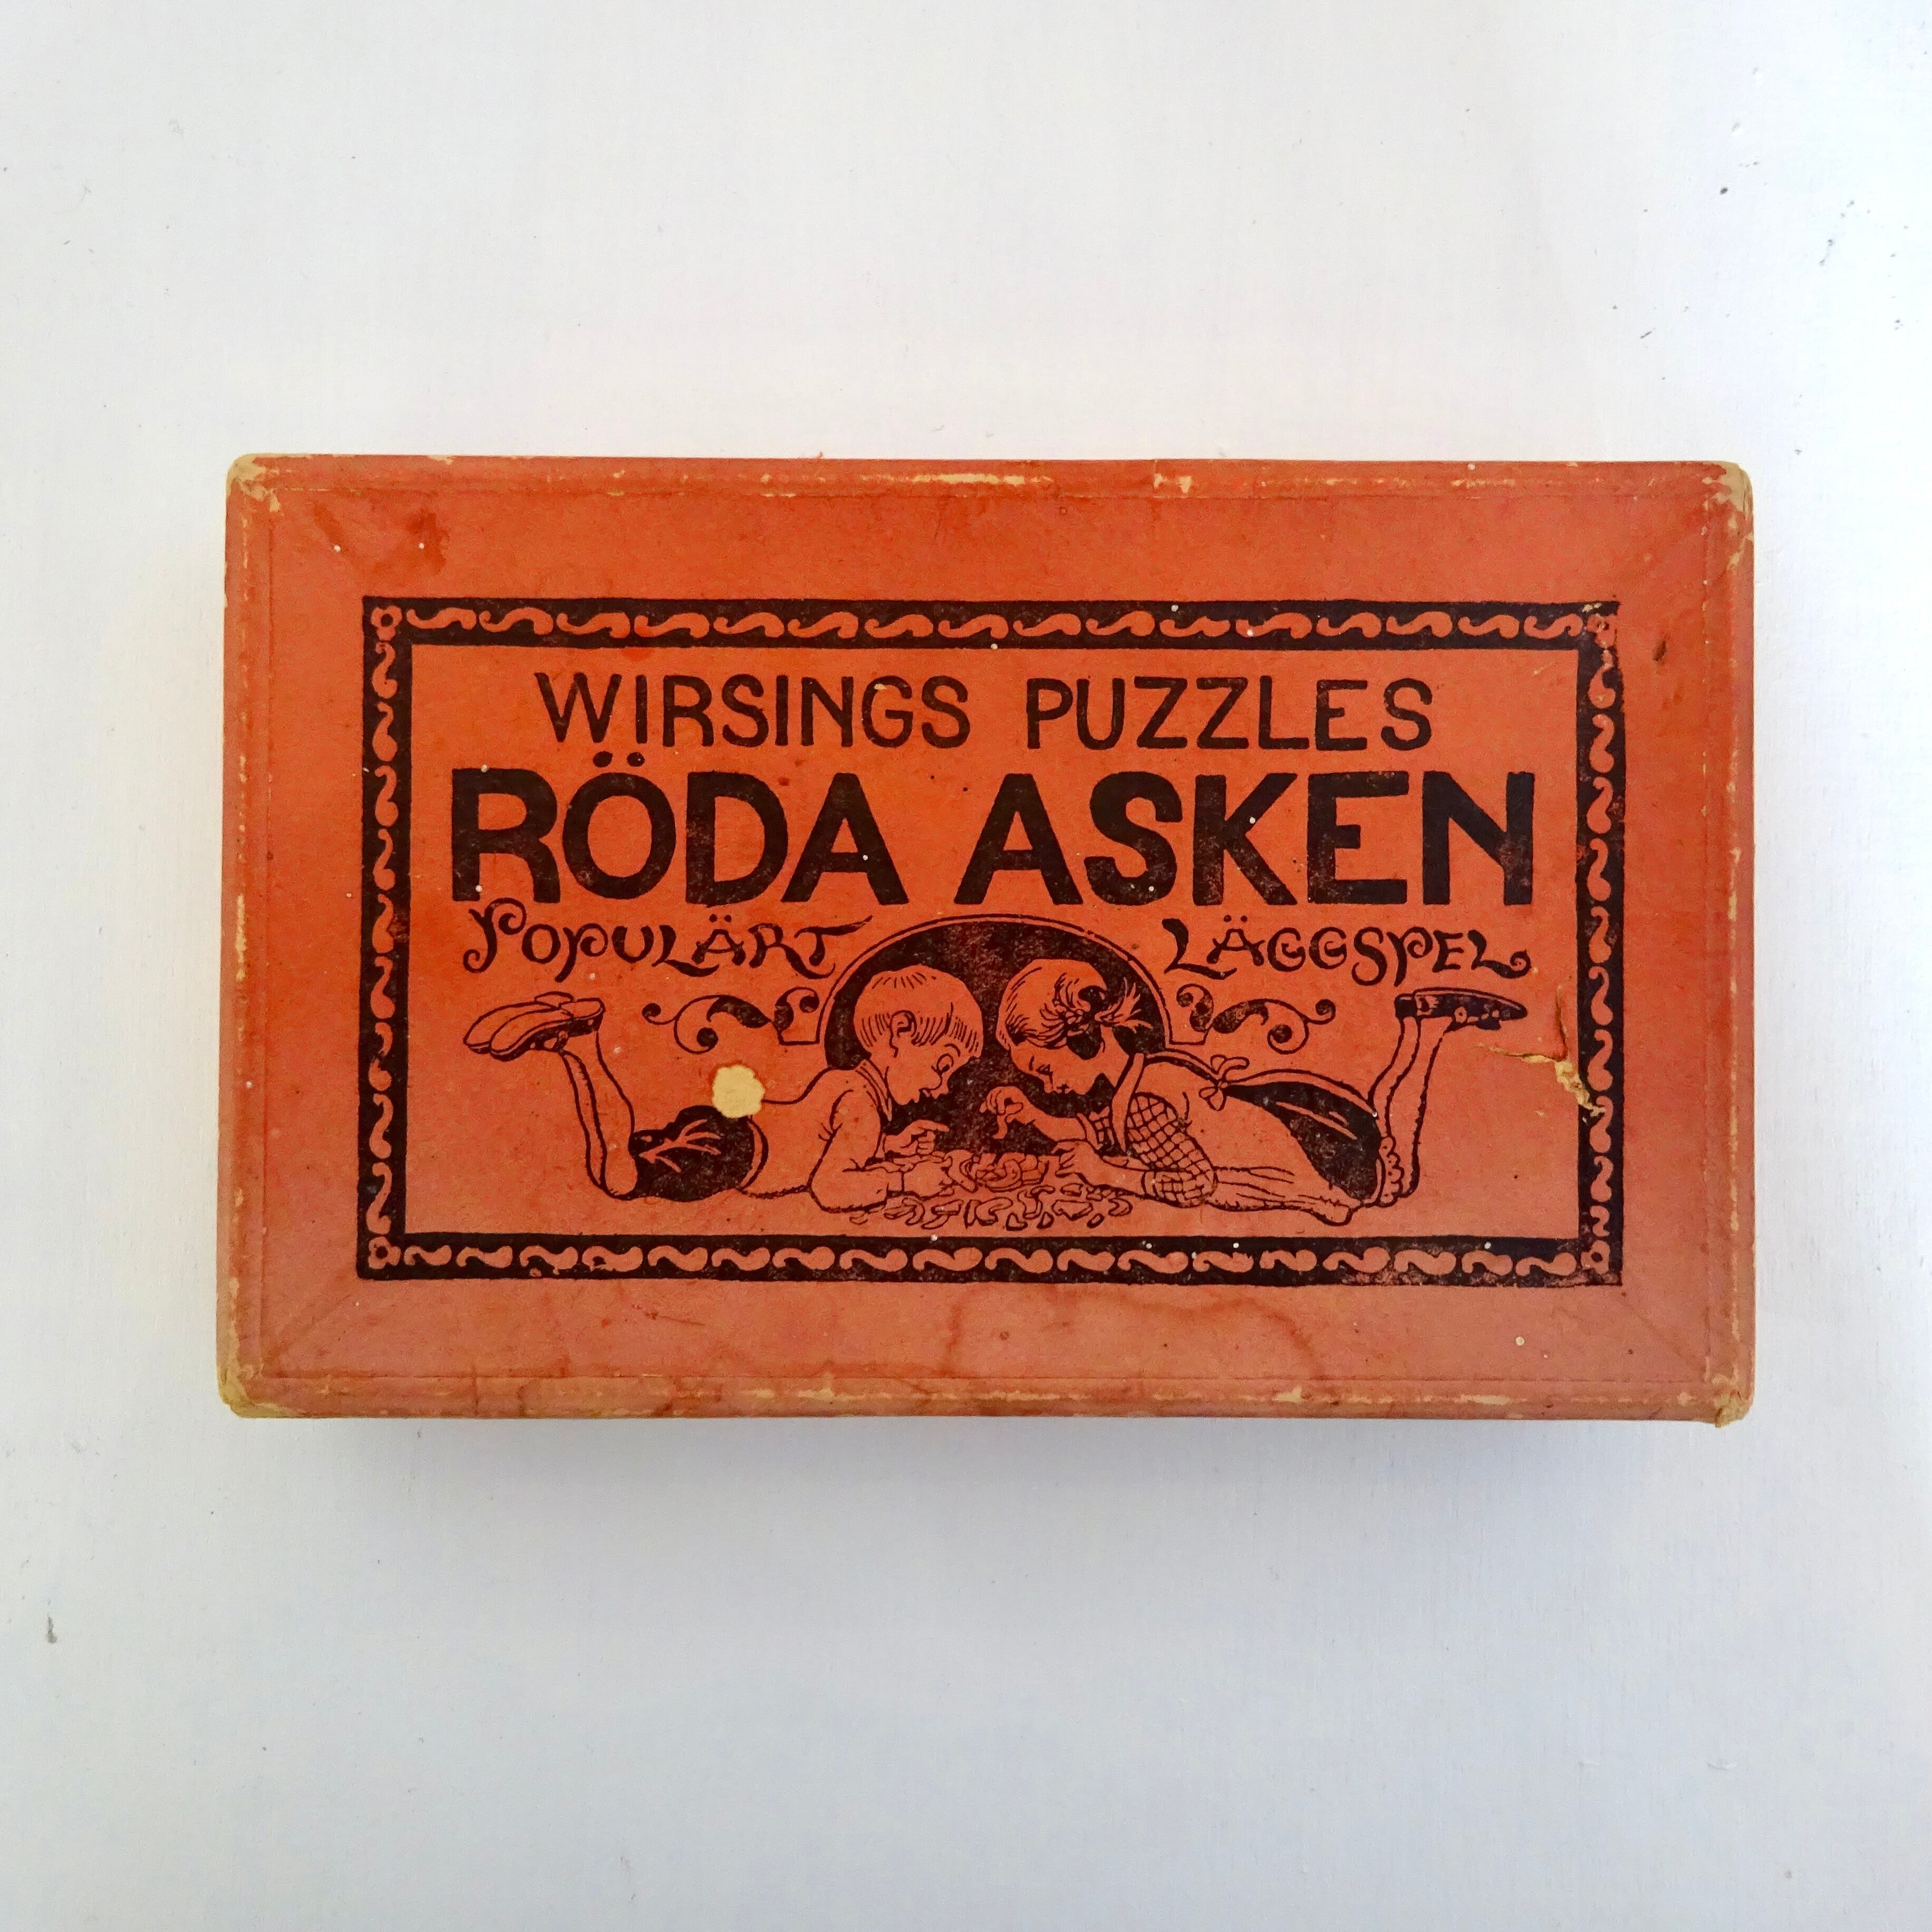 WIRSINGS PUZZLES
RÖDA ASKEN
POPULÄRT LÄGGSPEL